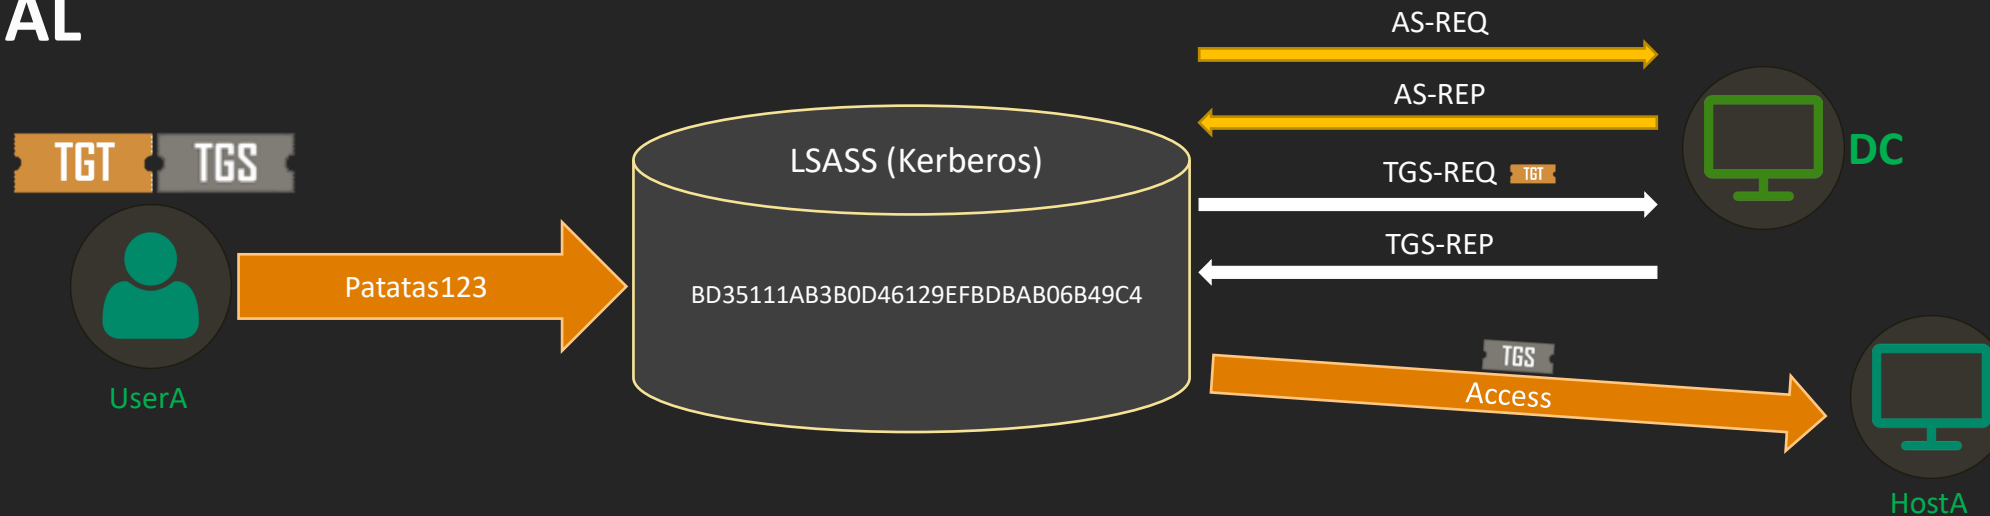 AL
AS-REQ
AS-REP
TGT TGS
LSASS (Kerberos)
TGS-REQ TGT
DC
TGS-REP
Patatas123
BD35111AB3B0D46129EFBDBAB06B49C4
UserA
TGS
Access
HostA